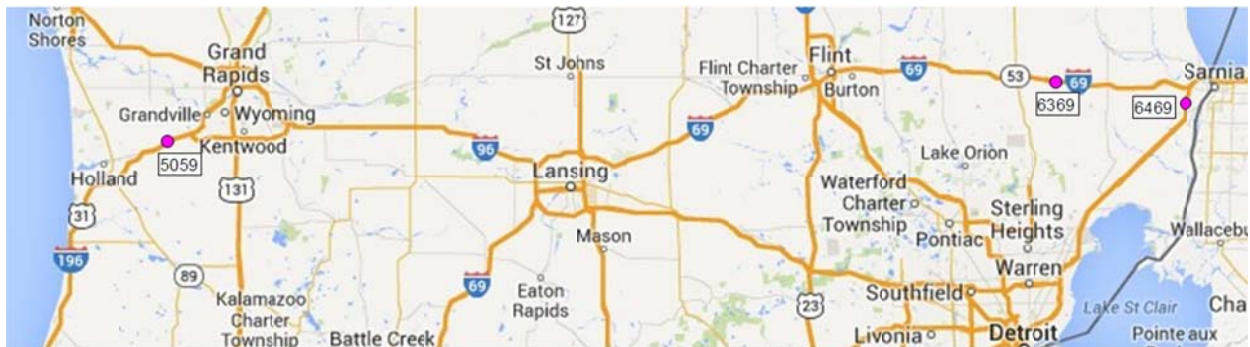 Norton
Shores
127
Grand
Rapids
St Johns
Flint
Flint Charter
Township
Burton
69
53
69
Sarnia
6369
6469
Grandville
Wyoming
Kentwood
5059
96
69
Holland
131
Lansing
Lake Orion
Waterford
Charter
Township
Sterling
Heights
Pontiac
31
Mason
Wallacebu
196
89
69
Eaton
Rapids
Warren
23
Southfield
Lake St Clair
Cha
Kalamazoo
Charter
Township
Battle Creek
Livonia
Detroit
Pointe aux